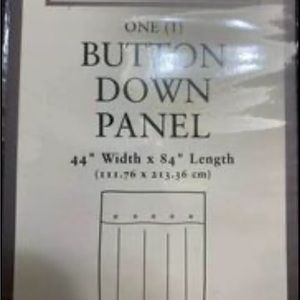 ONE (1)
BUTTON
DOWN
PANEL
44" Width x 84" Length
(111.76 x 213.36 cm)